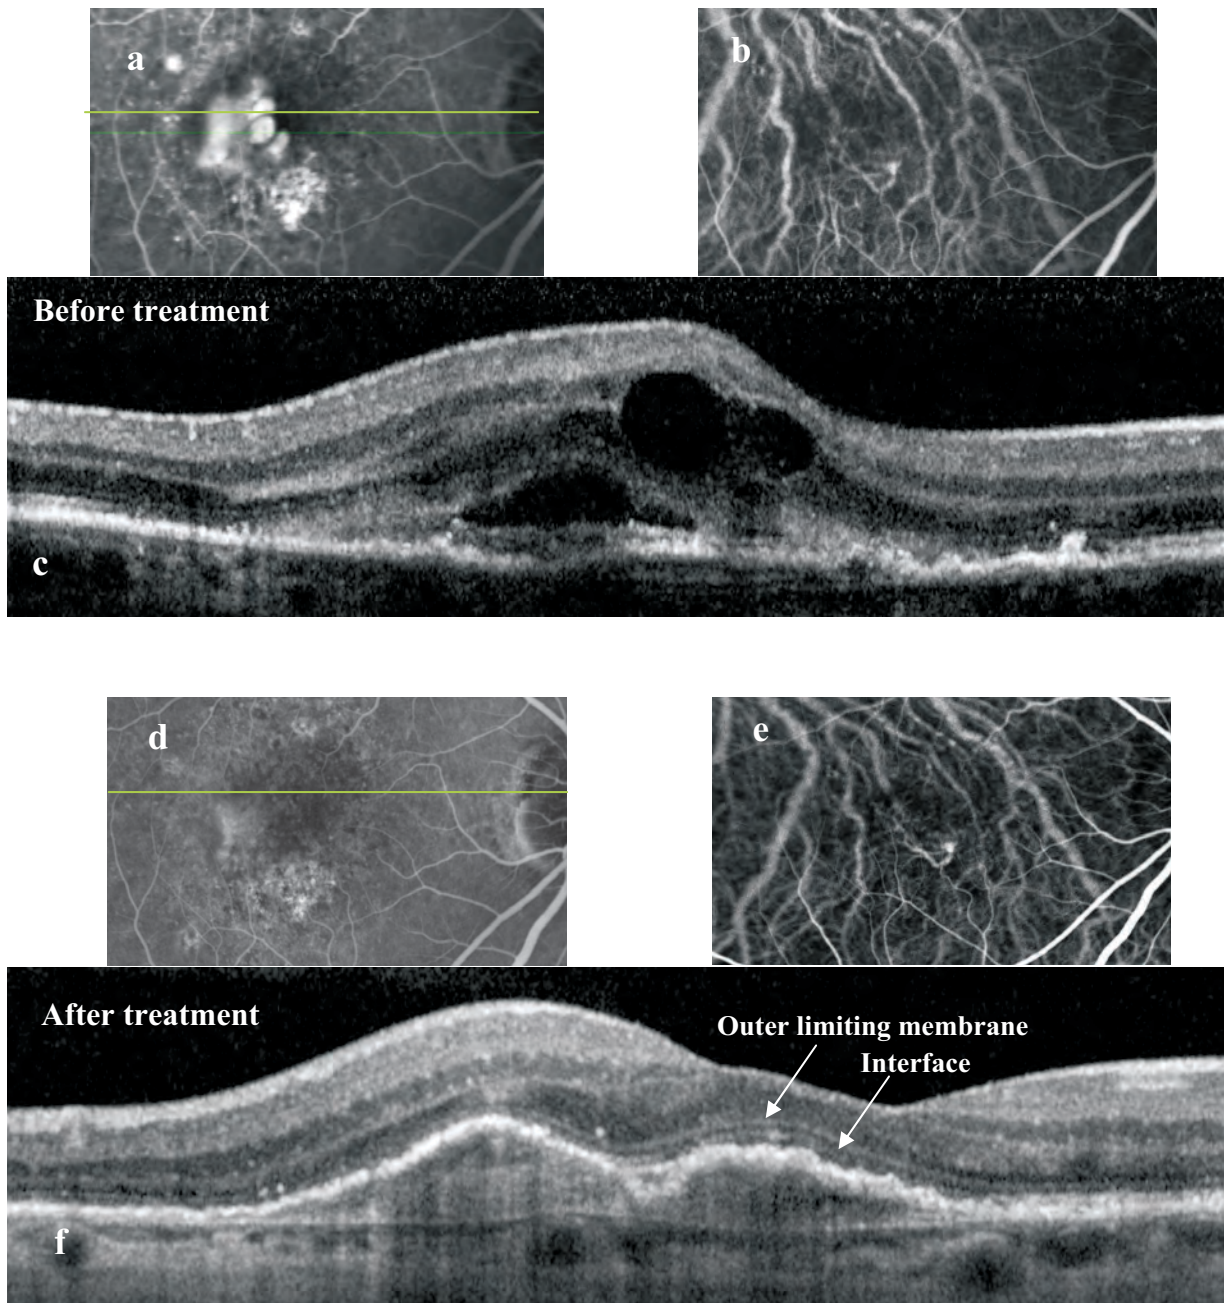 a
b
Before treatment
c
d
e
After treatment
Outer limiting membrane
Interface
f